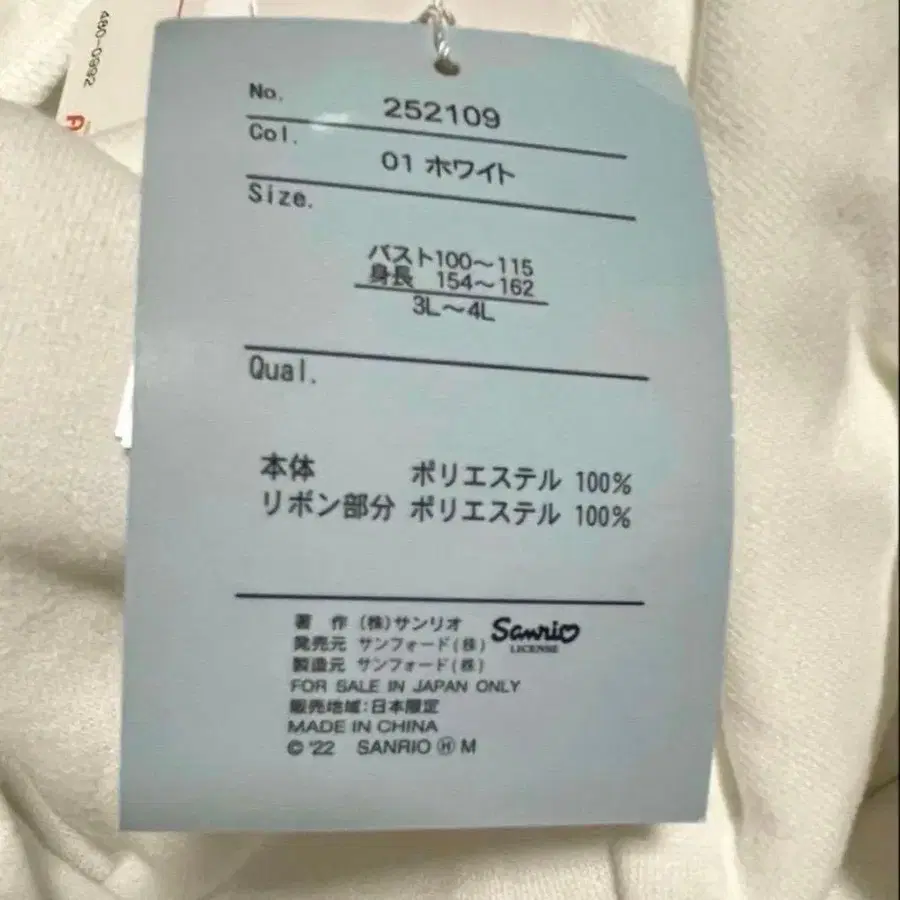 480-0992
No. 252109
Col. 01 ホワイト
Size.
バスト100～115
身長 154～162
3L～4L
Qual.
本体 ポリエステル 100%
リボン部分 ポリエステル 100%
著 作 (株)サンリオ Sanrio
発売元 サンフォード(株) LICENSE
製造元 サンフォード(株)
FOR SALE IN JAPAN ONLY
販売地域:日本限定
MADE IN CHINA
© '22 SANRIO Ⓗ M